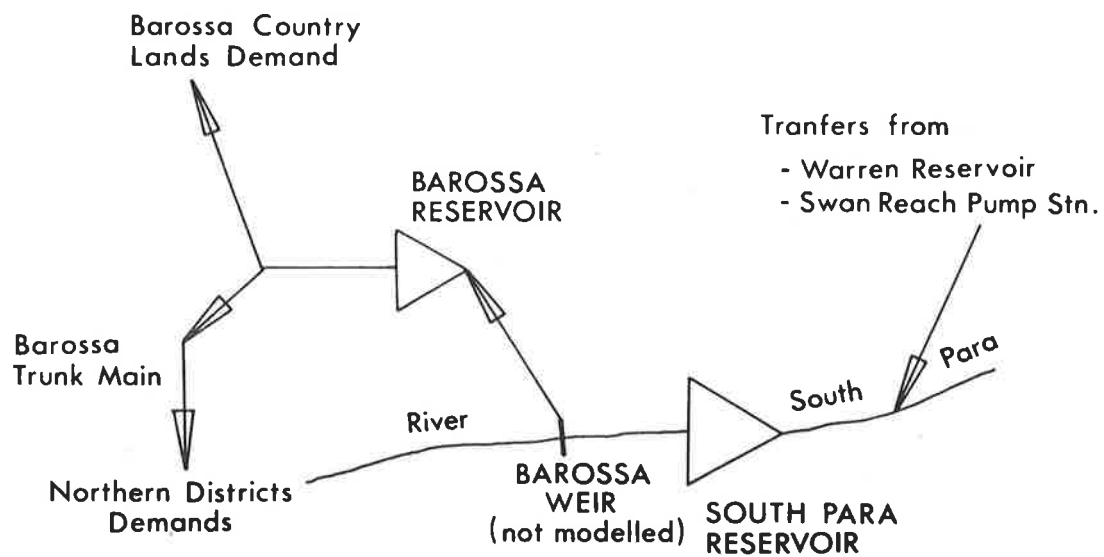 Barossa Country
Lands Demand
Tranfers from
- Warren Reservoir
- Swan Reach Pump Stn.
BAROSSA
RESERVOIR
Barossa
Trunk Main
River
South
Para
Northern Districts
Demands
BAROSSA
WEIR
(not modelled)
SOUTH PARA
RESERVOIR